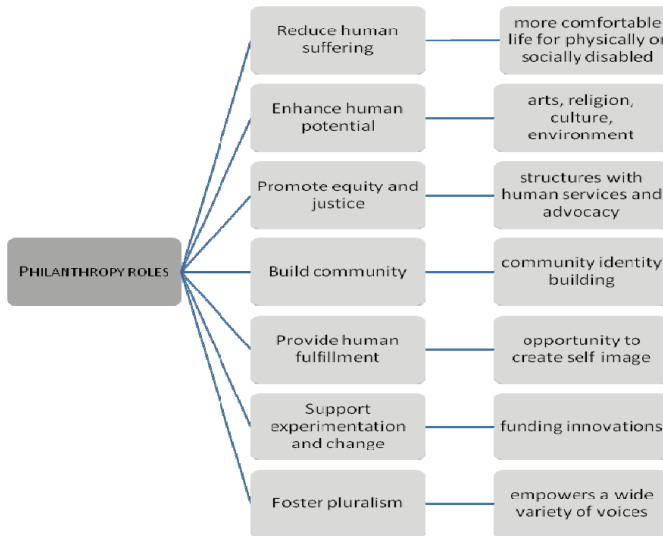 Reduce human
suffering
more comfortable
life for physically or
socially disabled
Enhance human
potential
arts, religion,
culture,
environment
Promote equity and
justice
structures with
human services and
advocacy
PHILANTHROPY ROLES
Build community
community identity
building
Provide human
fulfillment
opportunity to
create self image
Support
experimentation
and change
funding innovations
Foster pluralism
empowers a wide
variety of voices